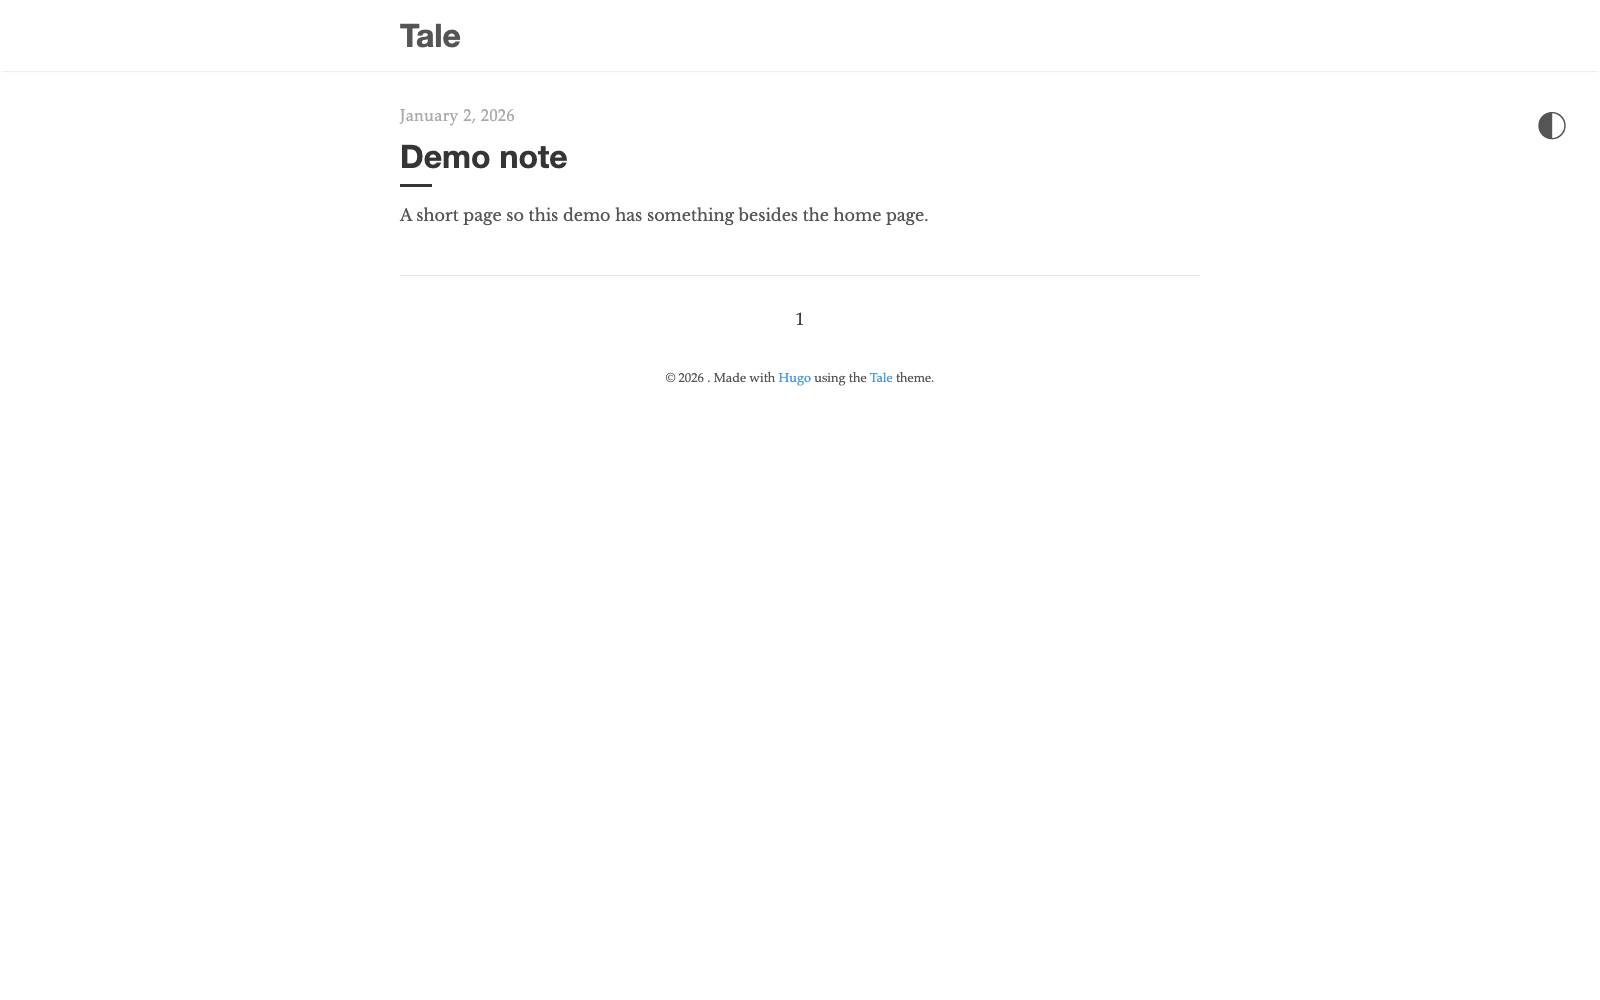 Tale
January 2, 2026
Demo note
A short page so this demo has something besides the home page.
1
© 2026 . Made with Hugo using the Tale theme.